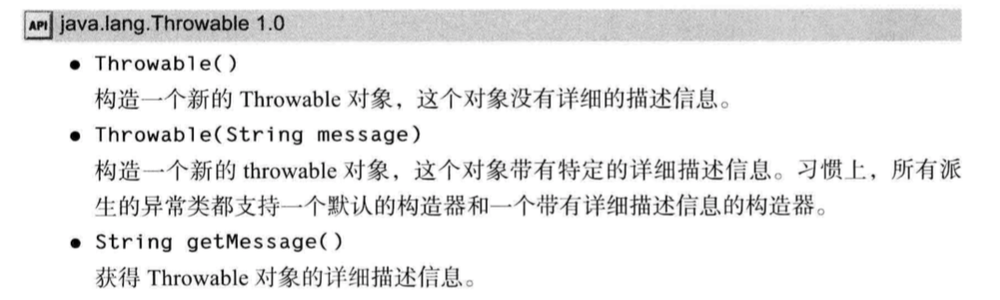 API java.lang.Throwable 1.0
● Throwable()
构造一个新的 Throwable 对象，这个对象没有详细的描述信息。
● Throwable(String message)
构造一个新的 throwable 对象，这个对象带有特定的详细描述信息。习惯上，所有派
生的异常类都支持一个默认的构造器和一个带有详细描述信息的构造器。
● String getMessage()
获得 Throwable 对象的详细描述信息。